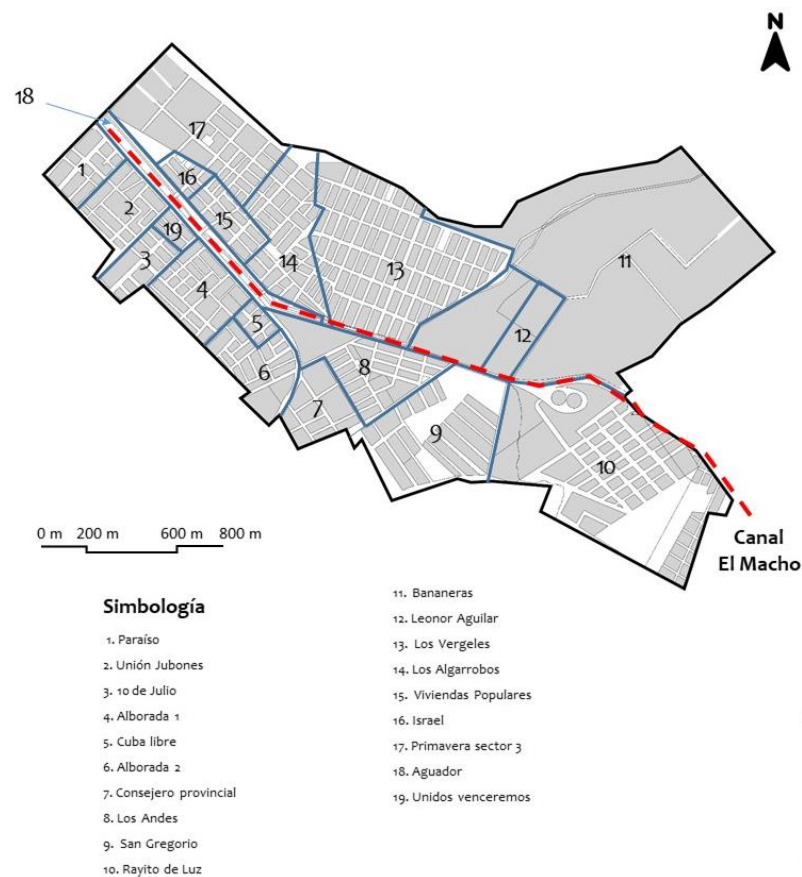 N
18
17
1
16
2
15
19
3
14
13
11
4
5
12
6
8
7
9
10
0 m 200 m 600 m 800 m
Canal
El Macho
Simbología
1. Paraíso
2. Unión Jubones
3. 10 de Julio
4. Alborada 1
5. Cuba libre
6. Alborada 2
7. Consejero provincial
8. Los Andes
9. San Gregorio
10. Rayito de Luz
11. Bananeras
12. Leonor Aguilar
13. Los Vergeles
14. Los Algarrobos
15. Viviendas Populares
16. Israel
17. Primavera sector 3
18. Aguador
19. Unidos venceremos